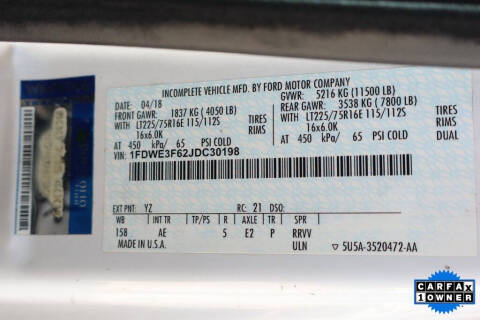 INCOMPLETE VEHICLE MFD. BY FORD MOTOR COMPANY
DATE: 04/18 GVWR: 5216 KG (11500 LB)
FRONT GAWR: 1837 KG (4050 LB) REAR GAWR: 3538 KG (7800 LB)
WITH LT225/75R16E 115/112S TIRES WITH LT225/75R16E 115/112S TIRES
16x6.0K RIMS 16x6.0K RIMS
AT 450 kPa/ 65 PSI COLD AT 450 kPa/ 65 PSI COLD DUAL
VIN: 1FDWE3F62JDC30198
EXT PNT: YZ RC: 21 DSO:
WB INT TR TP/PS R AXLE TR SPR
158 AE 5 E2 P RRVV
MADE IN U.S.A. ULN ▽ 5U5A-3520472-AA
CARFAX
1 OWNER